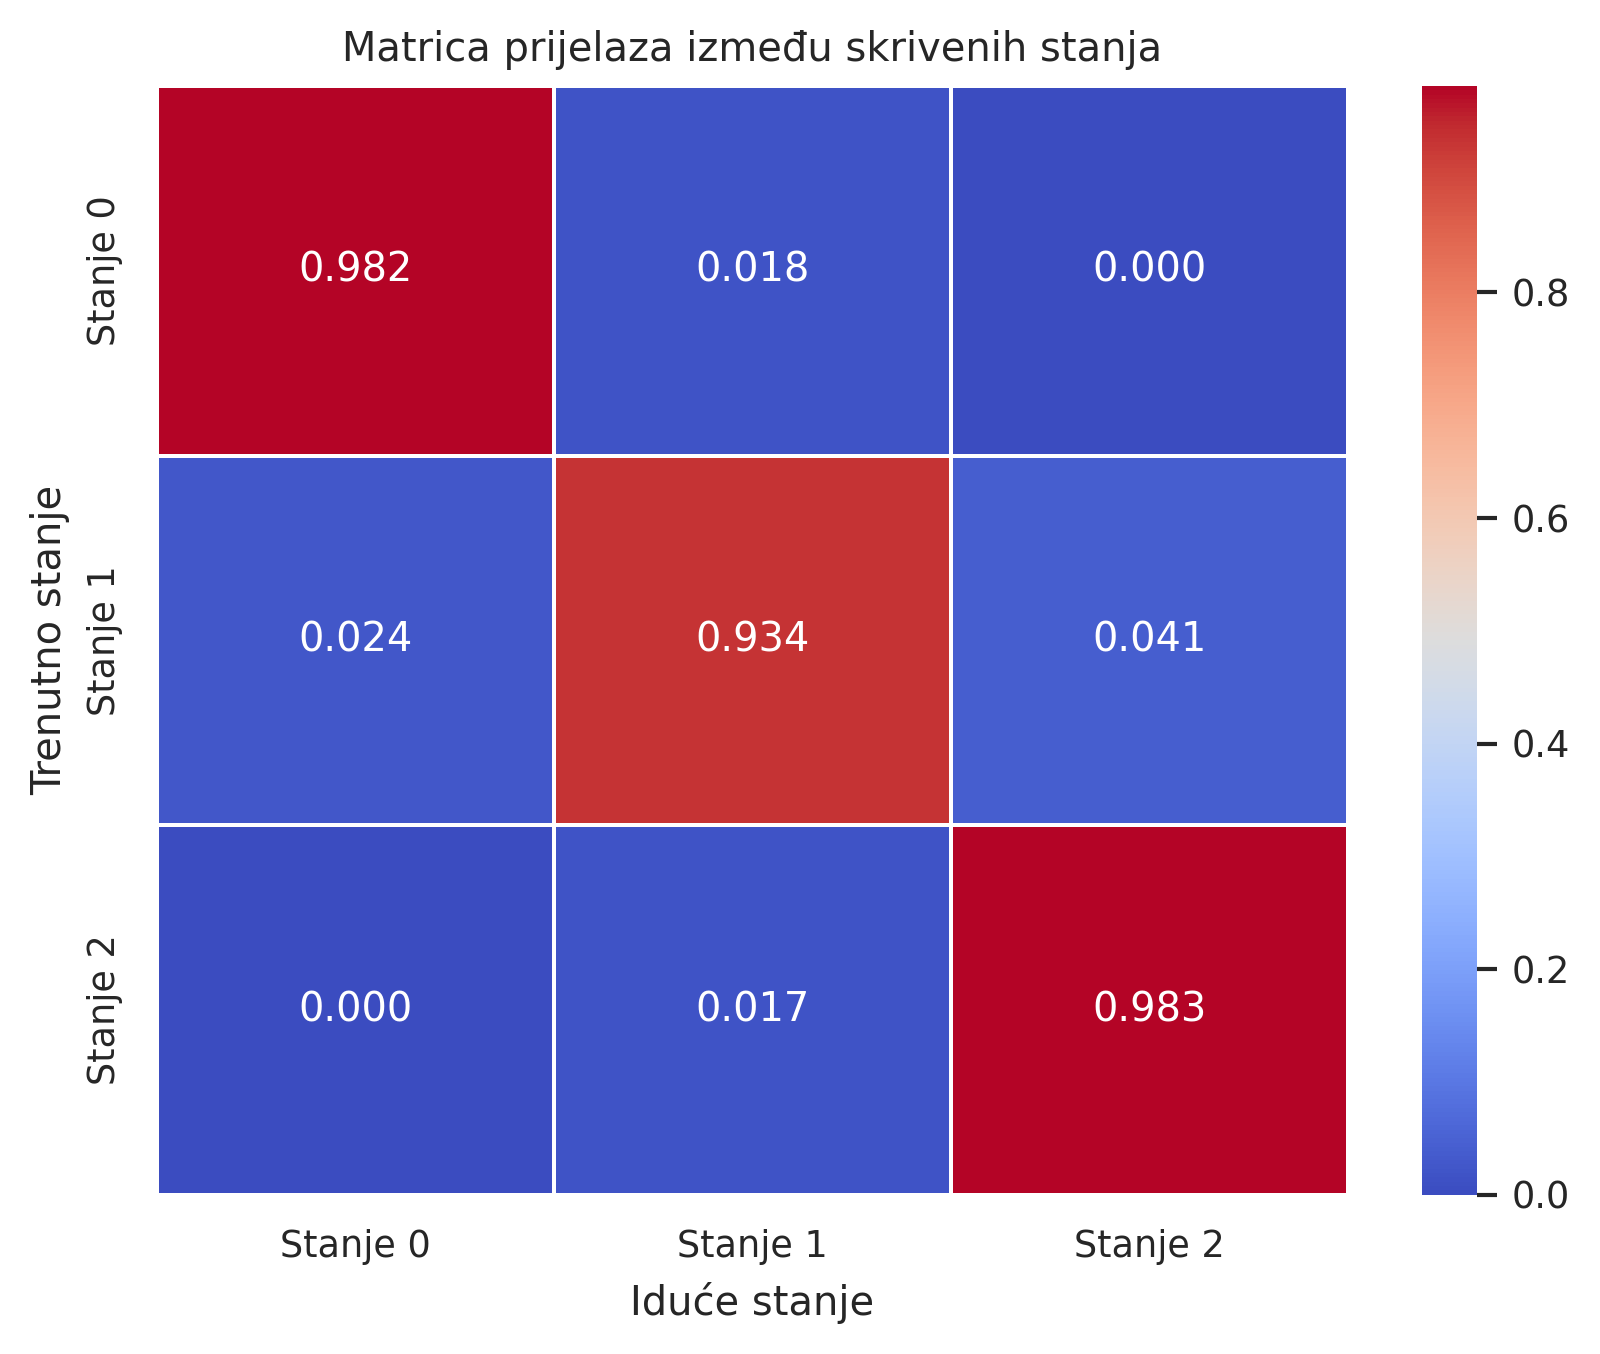 Matrica prijelaza između skrivenih stanja
Trenutno stanje
Stanje 0
0.982 0.018 0.000
Stanje 1
0.024 0.934 0.041
Stanje 2
0.000 0.017 0.983
Stanje 0 Stanje 1 Stanje 2
Iduće stanje
0.8
0.6
0.4
0.2
0.0